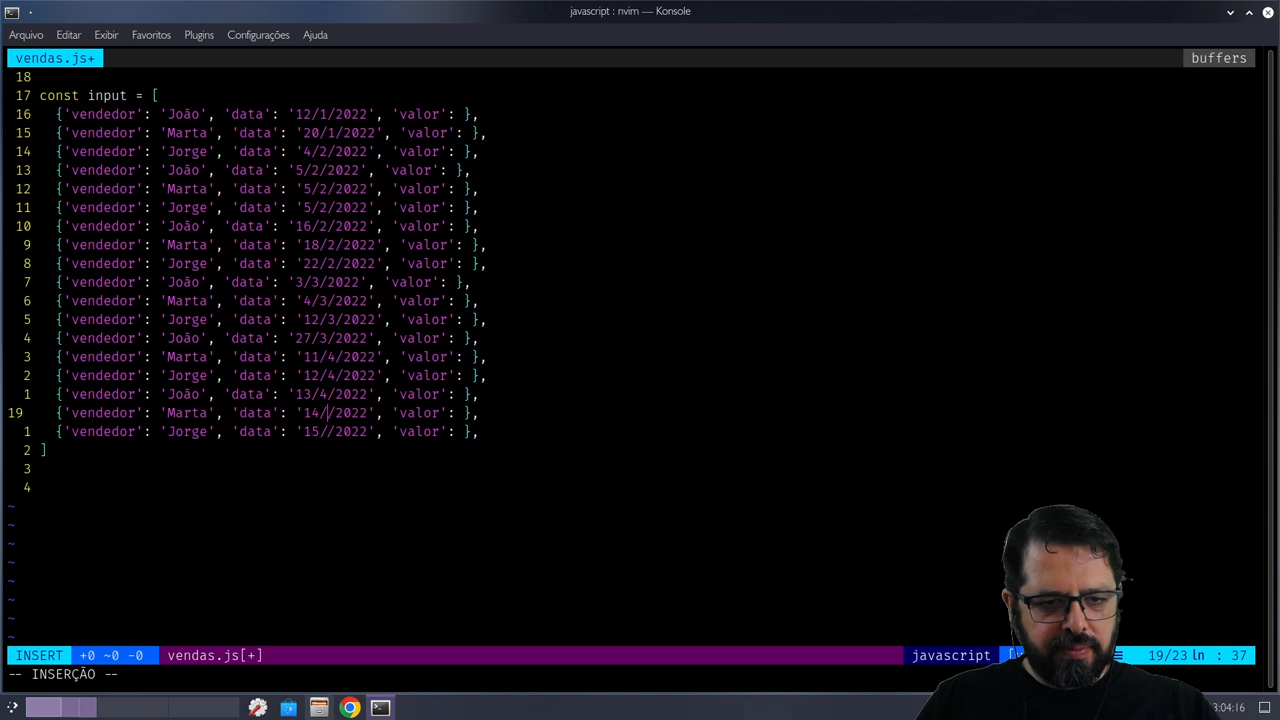 javascript : nvim — Konsole
Arquivo Editar Exibir Favoritos Plugins Configurações Ajuda
vendas.js+ buffers
18
17 const input = [
16 {'vendedor': 'João', 'data': '12/1/2022', 'valor': },
15 {'vendedor': 'Marta', 'data': '20/1/2022', 'valor': },
14 {'vendedor': 'Jorge', 'data': '4/2/2022', 'valor': },
13 {'vendedor': 'João', 'data': '5/2/2022', 'valor': },
12 {'vendedor': 'Marta', 'data': '5/2/2022', 'valor': },
11 {'vendedor': 'Jorge', 'data': '5/2/2022', 'valor': },
10 {'vendedor': 'João', 'data': '16/2/2022', 'valor': },
9 {'vendedor': 'Marta', 'data': '18/2/2022', 'valor': },
8 {'vendedor': 'Jorge', 'data': '22/2/2022', 'valor': },
7 {'vendedor': 'João', 'data': '3/3/2022', 'valor': },
6 {'vendedor': 'Marta', 'data': '4/3/2022', 'valor': },
5 {'vendedor': 'Jorge', 'data': '12/3/2022', 'valor': },
4 {'vendedor': 'João', 'data': '27/3/2022', 'valor': },
3 {'vendedor': 'Marta', 'data': '11/4/2022', 'valor': },
2 {'vendedor': 'Jorge', 'data': '12/4/2022', 'valor': },
1 {'vendedor': 'João', 'data': '13/4/2022', 'valor': },
19 {'vendedor': 'Marta', 'data': '14//2022', 'valor': },
1 {'vendedor': 'Jorge', 'data': '15//2022', 'valor': },
2 ]
3
4
~
~
~
~
~
~
~
~
INSERT +0 ~0 -0 vendas.js[+] javascript 19/23 ln : 37
-- INSERÇÃO --
3:04:16